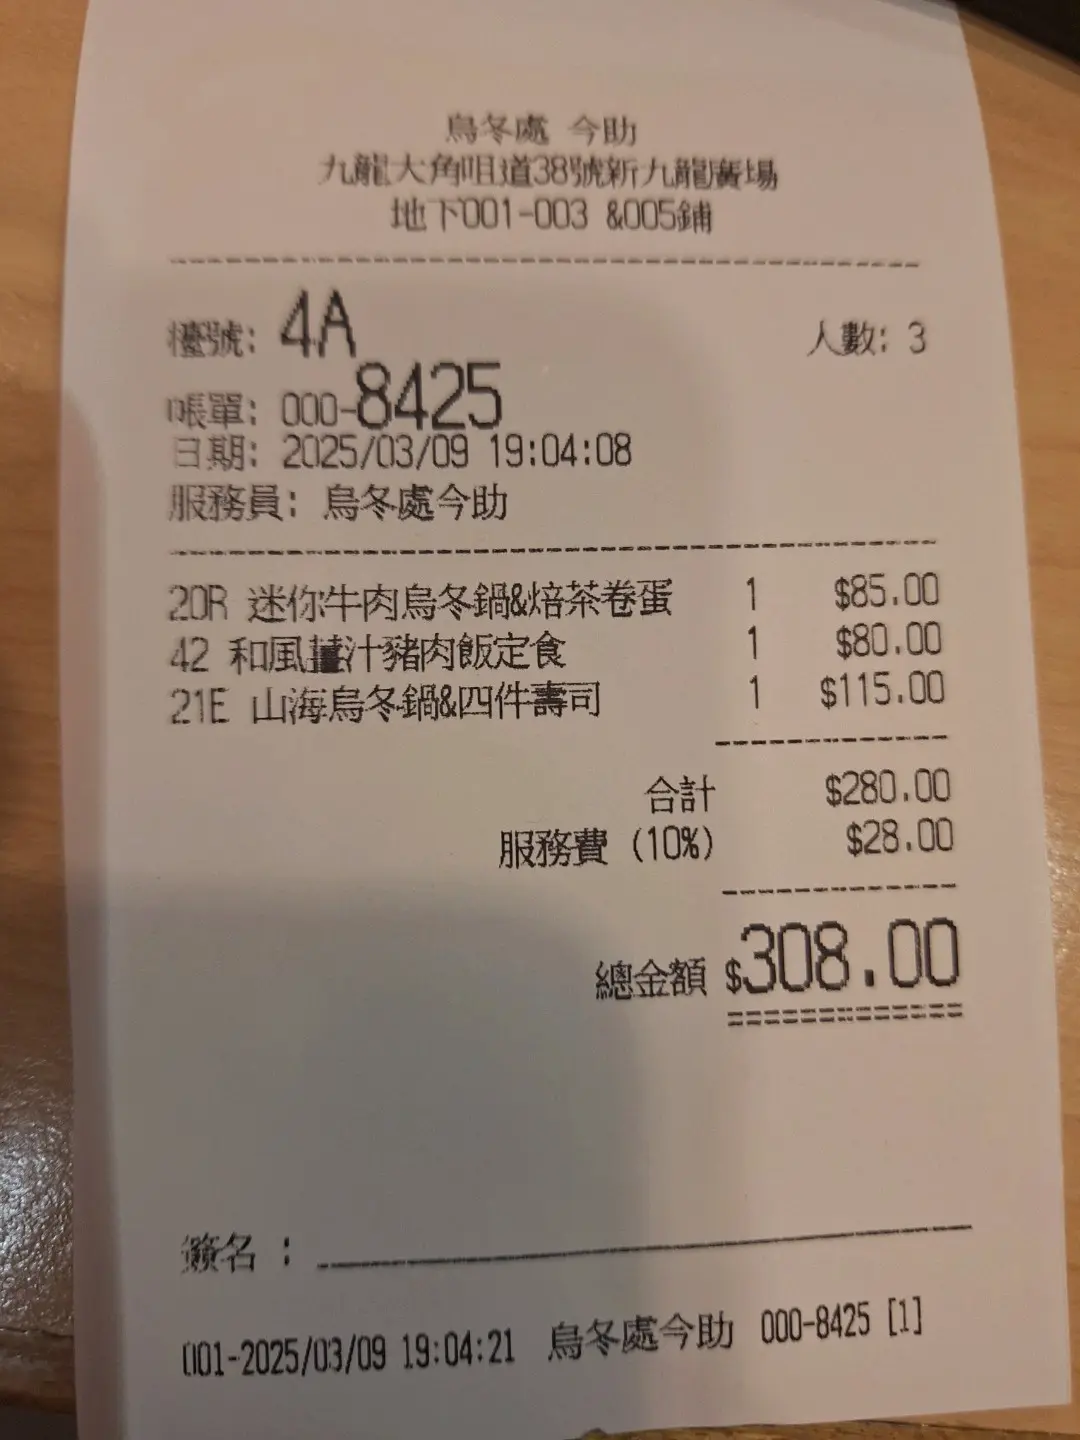 烏冬處 今助
九龍大角咀道38號新九龍廣場
地下001-003 &005鋪
檯號: 4A 人數: 3
帳單: 000-8425
日期: 2025/03/09 19:04:08
服務員: 烏冬處今助
20R 迷你牛肉烏冬鍋&焙茶卷蛋 1 $85.00
42 和風薑汁豬肉飯定食 1 $80.00
21E 山海烏冬鍋&四件壽司 1 $115.00
合計 $280.00
服務費 (10%) $28.00
總金額 $308.00
簽名 :
001-2025/03/09 19:04:21 烏冬處今助 000-8425 [1]